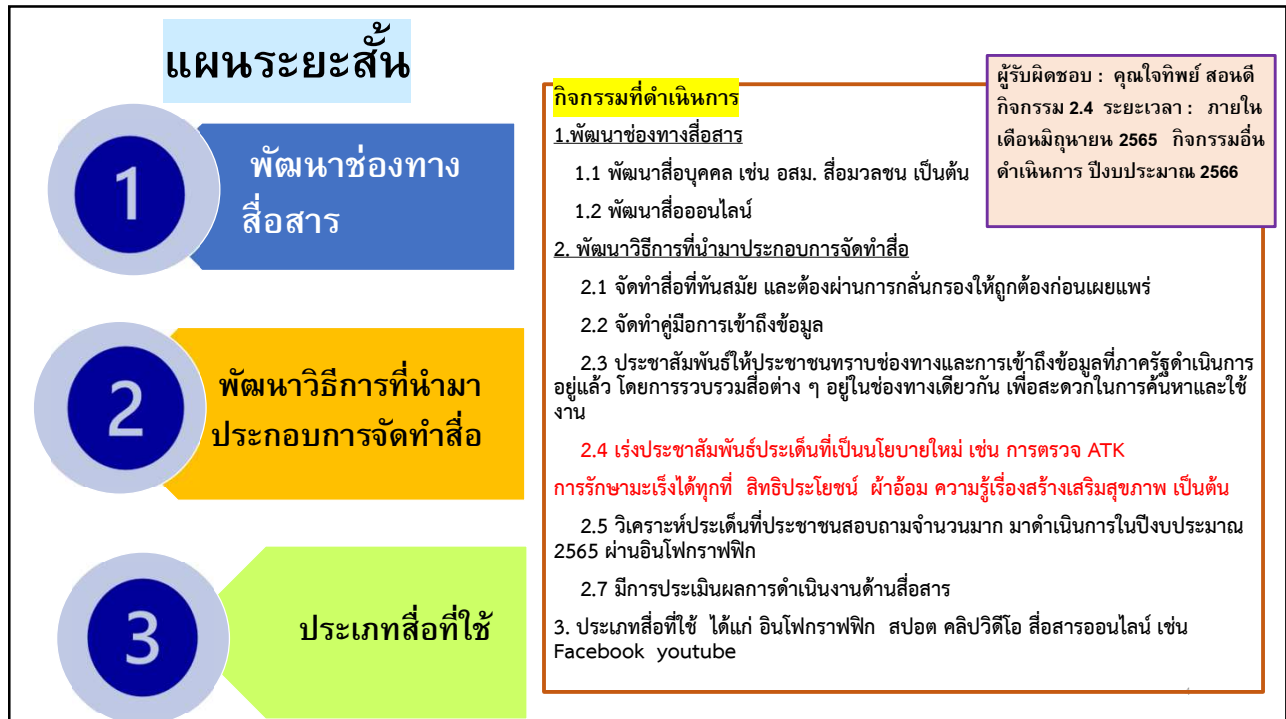 แผนระยะสั้น
1
พัฒนาช่องทาง
สื่อสาร
2
พัฒนาวิธีการที่นำมา
ประกอบการจัดทำสื่อ
3
ประเภทสื่อที่ใช้
ผู้รับผิดชอบ : คุณใจทิพย์ สอนดี
กิจกรรม 2.4 ระยะเวลา : ภายใน
เดือนมิถุนายน 2565 กิจกรรมอื่น
ดำเนินการ ปีงบประมาณ 2566
กิจกรรมที่ดำเนินการ
1.พัฒนาช่องทางสื่อสาร
1.1 พัฒนาสื่อบุคคล เช่น อสม. สื่อมวลชน เป็นต้น
1.2 พัฒนาสื่อออนไลน์
2. พัฒนาวิธีการที่นำมาประกอบการจัดทำสื่อ
2.1 จัดทำสื่อที่ทันสมัย และต้องผ่านการกลั่นกรองให้ถูกต้องก่อนเผยแพร่
2.2 จัดทำคู่มือการเข้าถึงข้อมูล
2.3 ประชาสัมพันธ์ให้ประชาชนทราบช่องทางและการเข้าถึงข้อมูลที่ภาครัฐดำเนินการ
อยู่แล้ว โดยการรวบรวมสื่อต่าง ๆ อยู่ในช่องทางเดียวกัน เพื่อสะดวกในการค้นหาและใช้
งาน
2.4 เร่งประชาสัมพันธ์ประเด็นที่เป็นนโยบายใหม่ เช่น การตรวจ ATK
การรักษามะเร็งได้ทุกที่ สิทธิประโยชน์ ผ้าอ้อม ความรู้เรื่องสร้างเสริมสุขภาพ เป็นต้น
2.5 วิเคราะห์ประเด็นที่ประชาชนสอบถามจำนวนมาก มาดำเนินการในปีงบประมาณ
2565 ผ่านอินโฟกราฟฟิก
2.7 มีการประเมินผลการดำเนินงานด้านสื่อสาร
3. ประเภทสื่อที่ใช้ ได้แก่ อินโฟกราฟฟิก สปอต คลิปวิดีโอ สื่อสารออนไลน์ เช่น
Facebook youtube